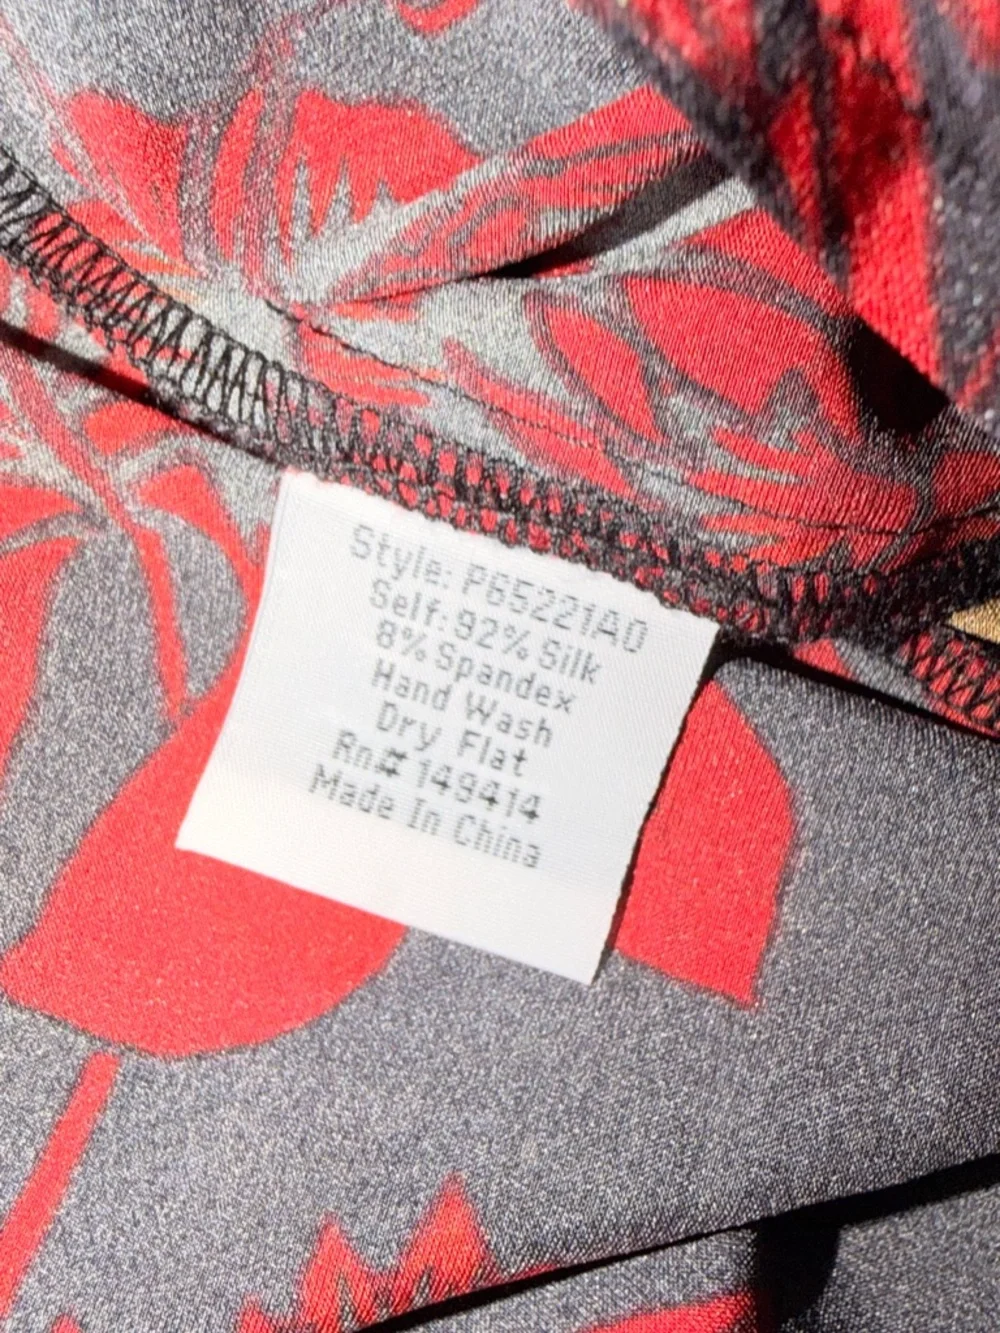 Style: P65221A0
Self: 92% Silk
8% Spandex
Hand Wash
Dry Flat
Rn# 149414
Made In China